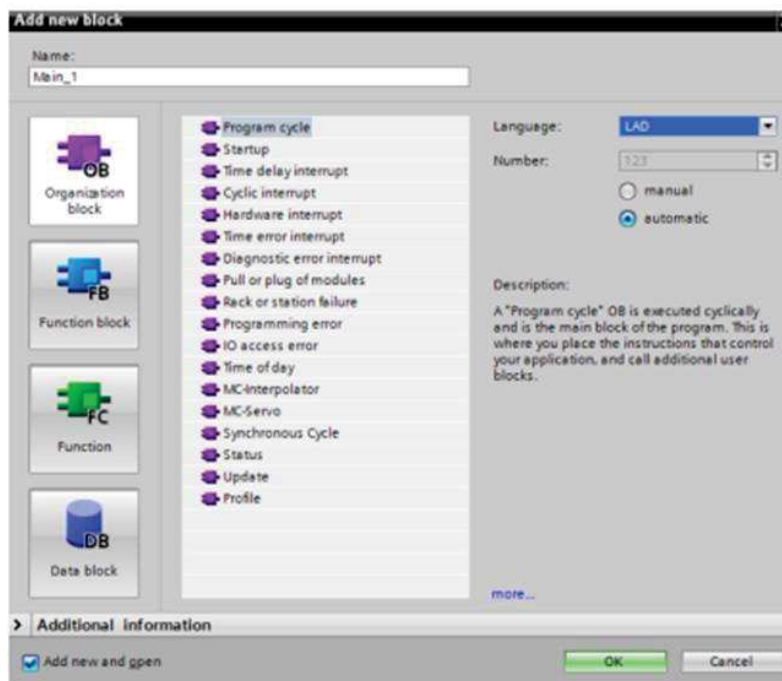 Add new block
Name:
Main_1
OB
Organization
block
FB
Function block
FC
Function
DB
Data block
Program cycle
Startup
Time delay interrupt
Cyclic interrupt
Hardware interrupt
Time error interrupt
Diagnostic error interrupt
Pull or plug of modules
Rack or station failure
Programming error
IO access error
Time of day
MC-Interpolator
MC-Servo
Synchronous Cycle
Status
Update
Profile
Language:
LAD
Number:
123
manual
automatic
Description:
A "Program cycle" OB is executed cyclically
and is the main block of the program. This is
where you place the instructions that control
your application, and call additional user
blocks.
more...
Additional information
Add new and open
OK
Cancel